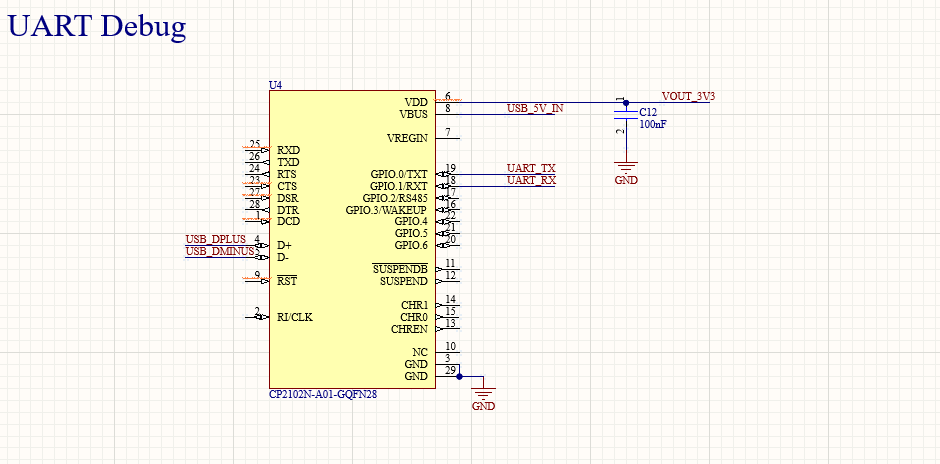 UART Debug
U4
VDD 6
VBUS 8
VREGIN 7
USB_5V_IN
VOUT_3V3
1
C12
100nF
2
GND
25 RXD
26 TXD
24 RTS
23 CTS
27 DSR
28 DTR
1 DCD
GPIO.0/TXT 19 UART_TX
GPIO.1/RXT 18 UART_RX
GPIO.2/RS485 17
GPIO.3/WAKEUP 16
GPIO.4 22
GPIO.5 21
GPIO.6 20
USB_DPLUS 4 D+
USB_DMINUS 5 D-
SUSPENDB 11
SUSPEND 12
9 RST
CHR1 14
CHR0 15
CHREN 13
2 RI/CLK
NC 10
GND 3
GND 29
CP2102N-A01-GQFN28
GND